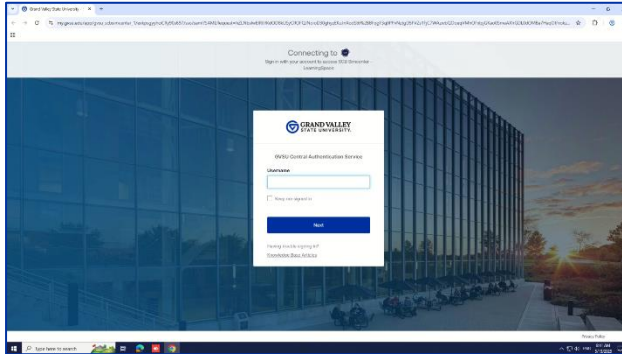 Grand Valley State University
Connecting to
Sign in with your account to access GVSU Simcenter -
LearningSpace
GRAND VALLEY
STATE UNIVERSITY.
GVSU Central Authentication Service
Username
Keep me signed in
Next
Having trouble signing in?
Knowledge Base Articles
Privacy Policy
Type here to search